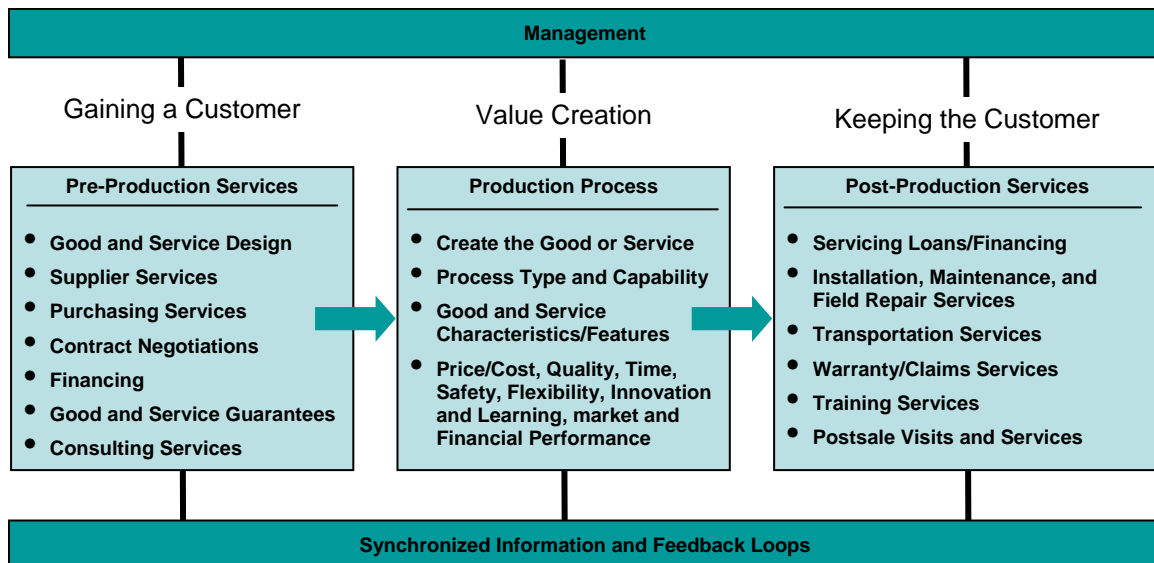 Management
Gaining a Customer
Value Creation
Keeping the Customer
Pre-Production Services
Good and Service Design
Supplier Services
Purchasing Services
Contract Negotiations
Financing
Good and Service Guarantees
Consulting Services
Production Process
Create the Good or Service
Process Type and Capability
Good and Service
Characteristics/Features
Price/Cost, Quality, Time,
Safety, Flexibility, Innovation
and Learning, market and
Financial Performance
Post-Production Services
Servicing Loans/Financing
Installation, Maintenance, and
Field Repair Services
Transportation Services
Warranty/Claims Services
Training Services
Postsale Visits and Services
Synchronized Information and Feedback Loops